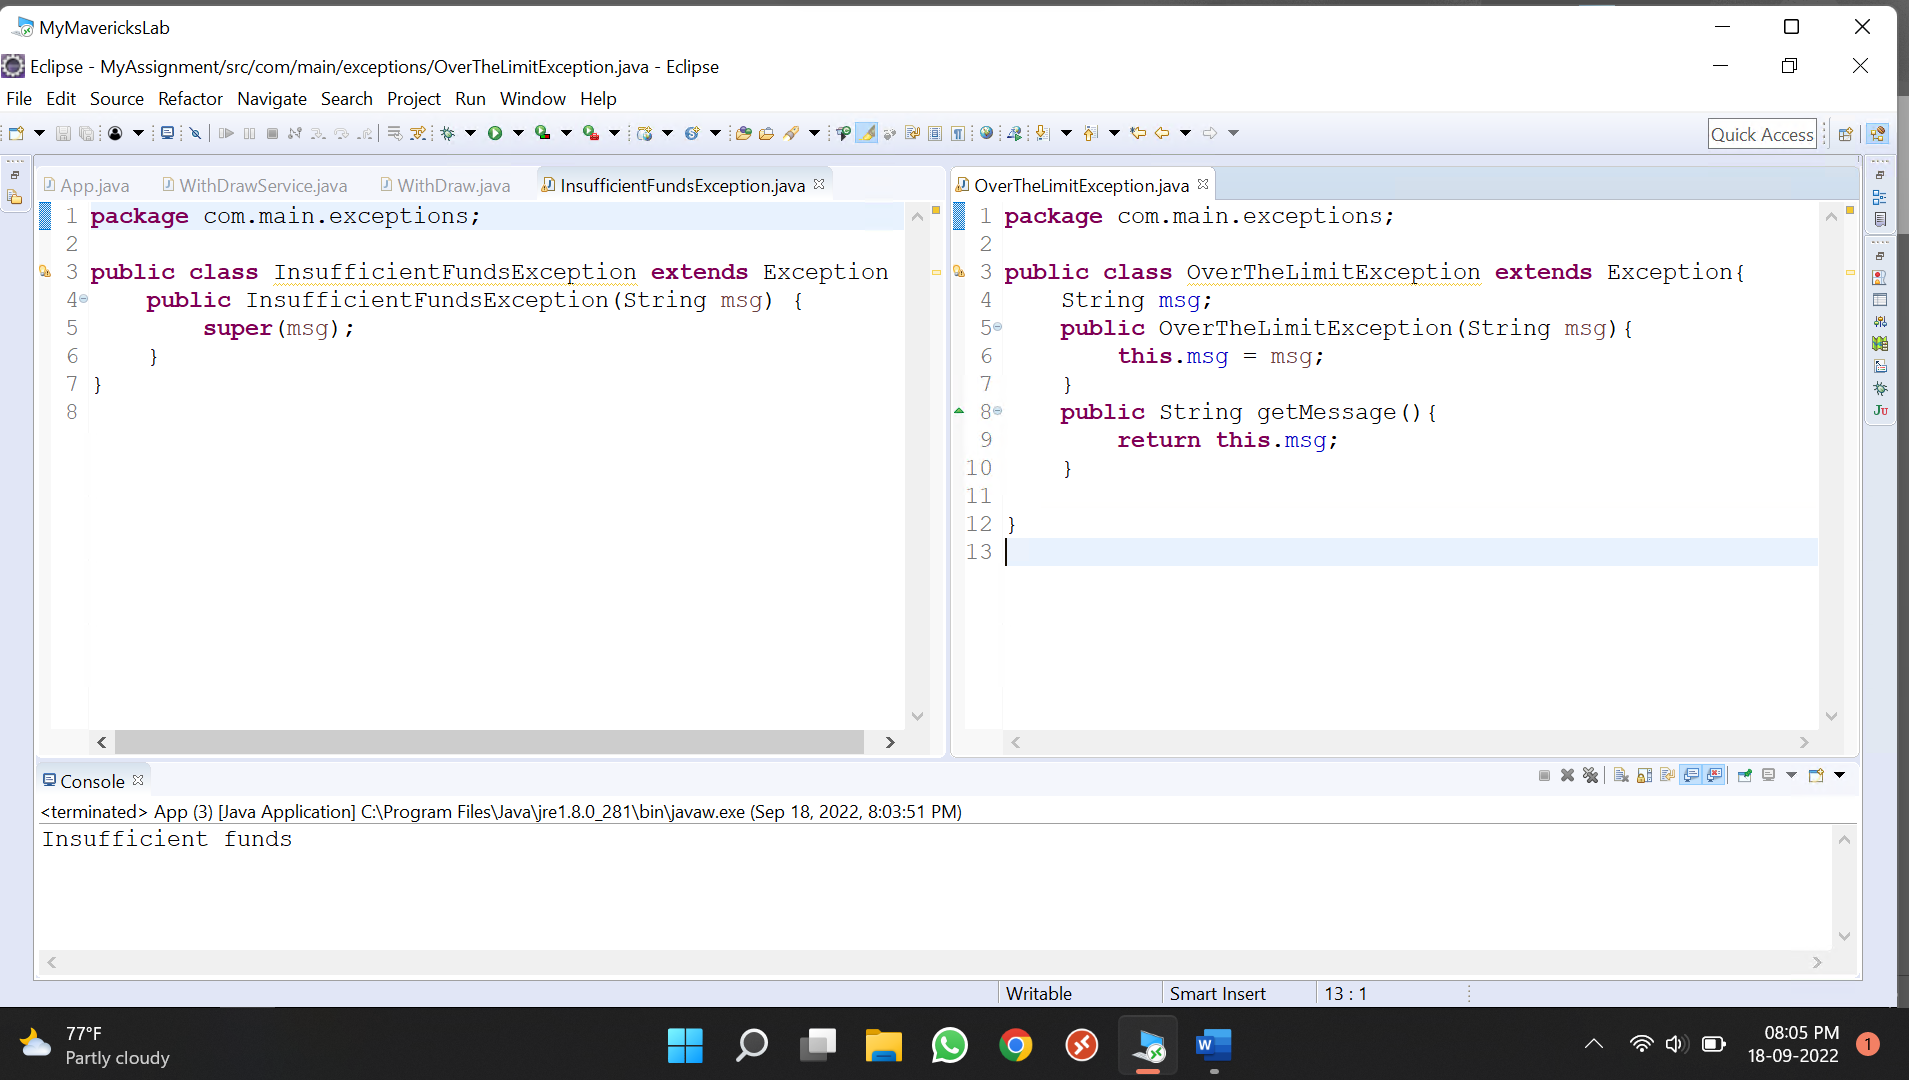 MyMavericksLab
Eclipse - MyAssignment/src/com/main/exceptions/OverTheLimitException.java - Eclipse
File Edit Source Refactor Navigate Search Project Run Window Help
Quick Access
App.java WithDrawService.java WithDraw.java InsufficientFundsException.java
1 package com.main.exceptions;
2
3 public class InsufficientFundsException extends Exception
4 public InsufficientFundsException(String msg) {
5 super(msg);
6 }
7 }
8
OverTheLimitException.java
1 package com.main.exceptions;
2
3 public class OverTheLimitException extends Exception{
4 String msg;
5 public OverTheLimitException(String msg){
6 this.msg = msg;
7 }
8 public String getMessage(){
9 return this.msg;
10 }
11
12 }
13
Console
<terminated> App (3) [Java Application] C:\Program Files\Java\jre1.8.0_281\bin\javaw.exe (Sep 18, 2022, 8:03:51 PM)
Insufficient funds
Writable Smart Insert 13 : 1
77°F
Partly cloudy
08:05 PM
18-09-2022
1